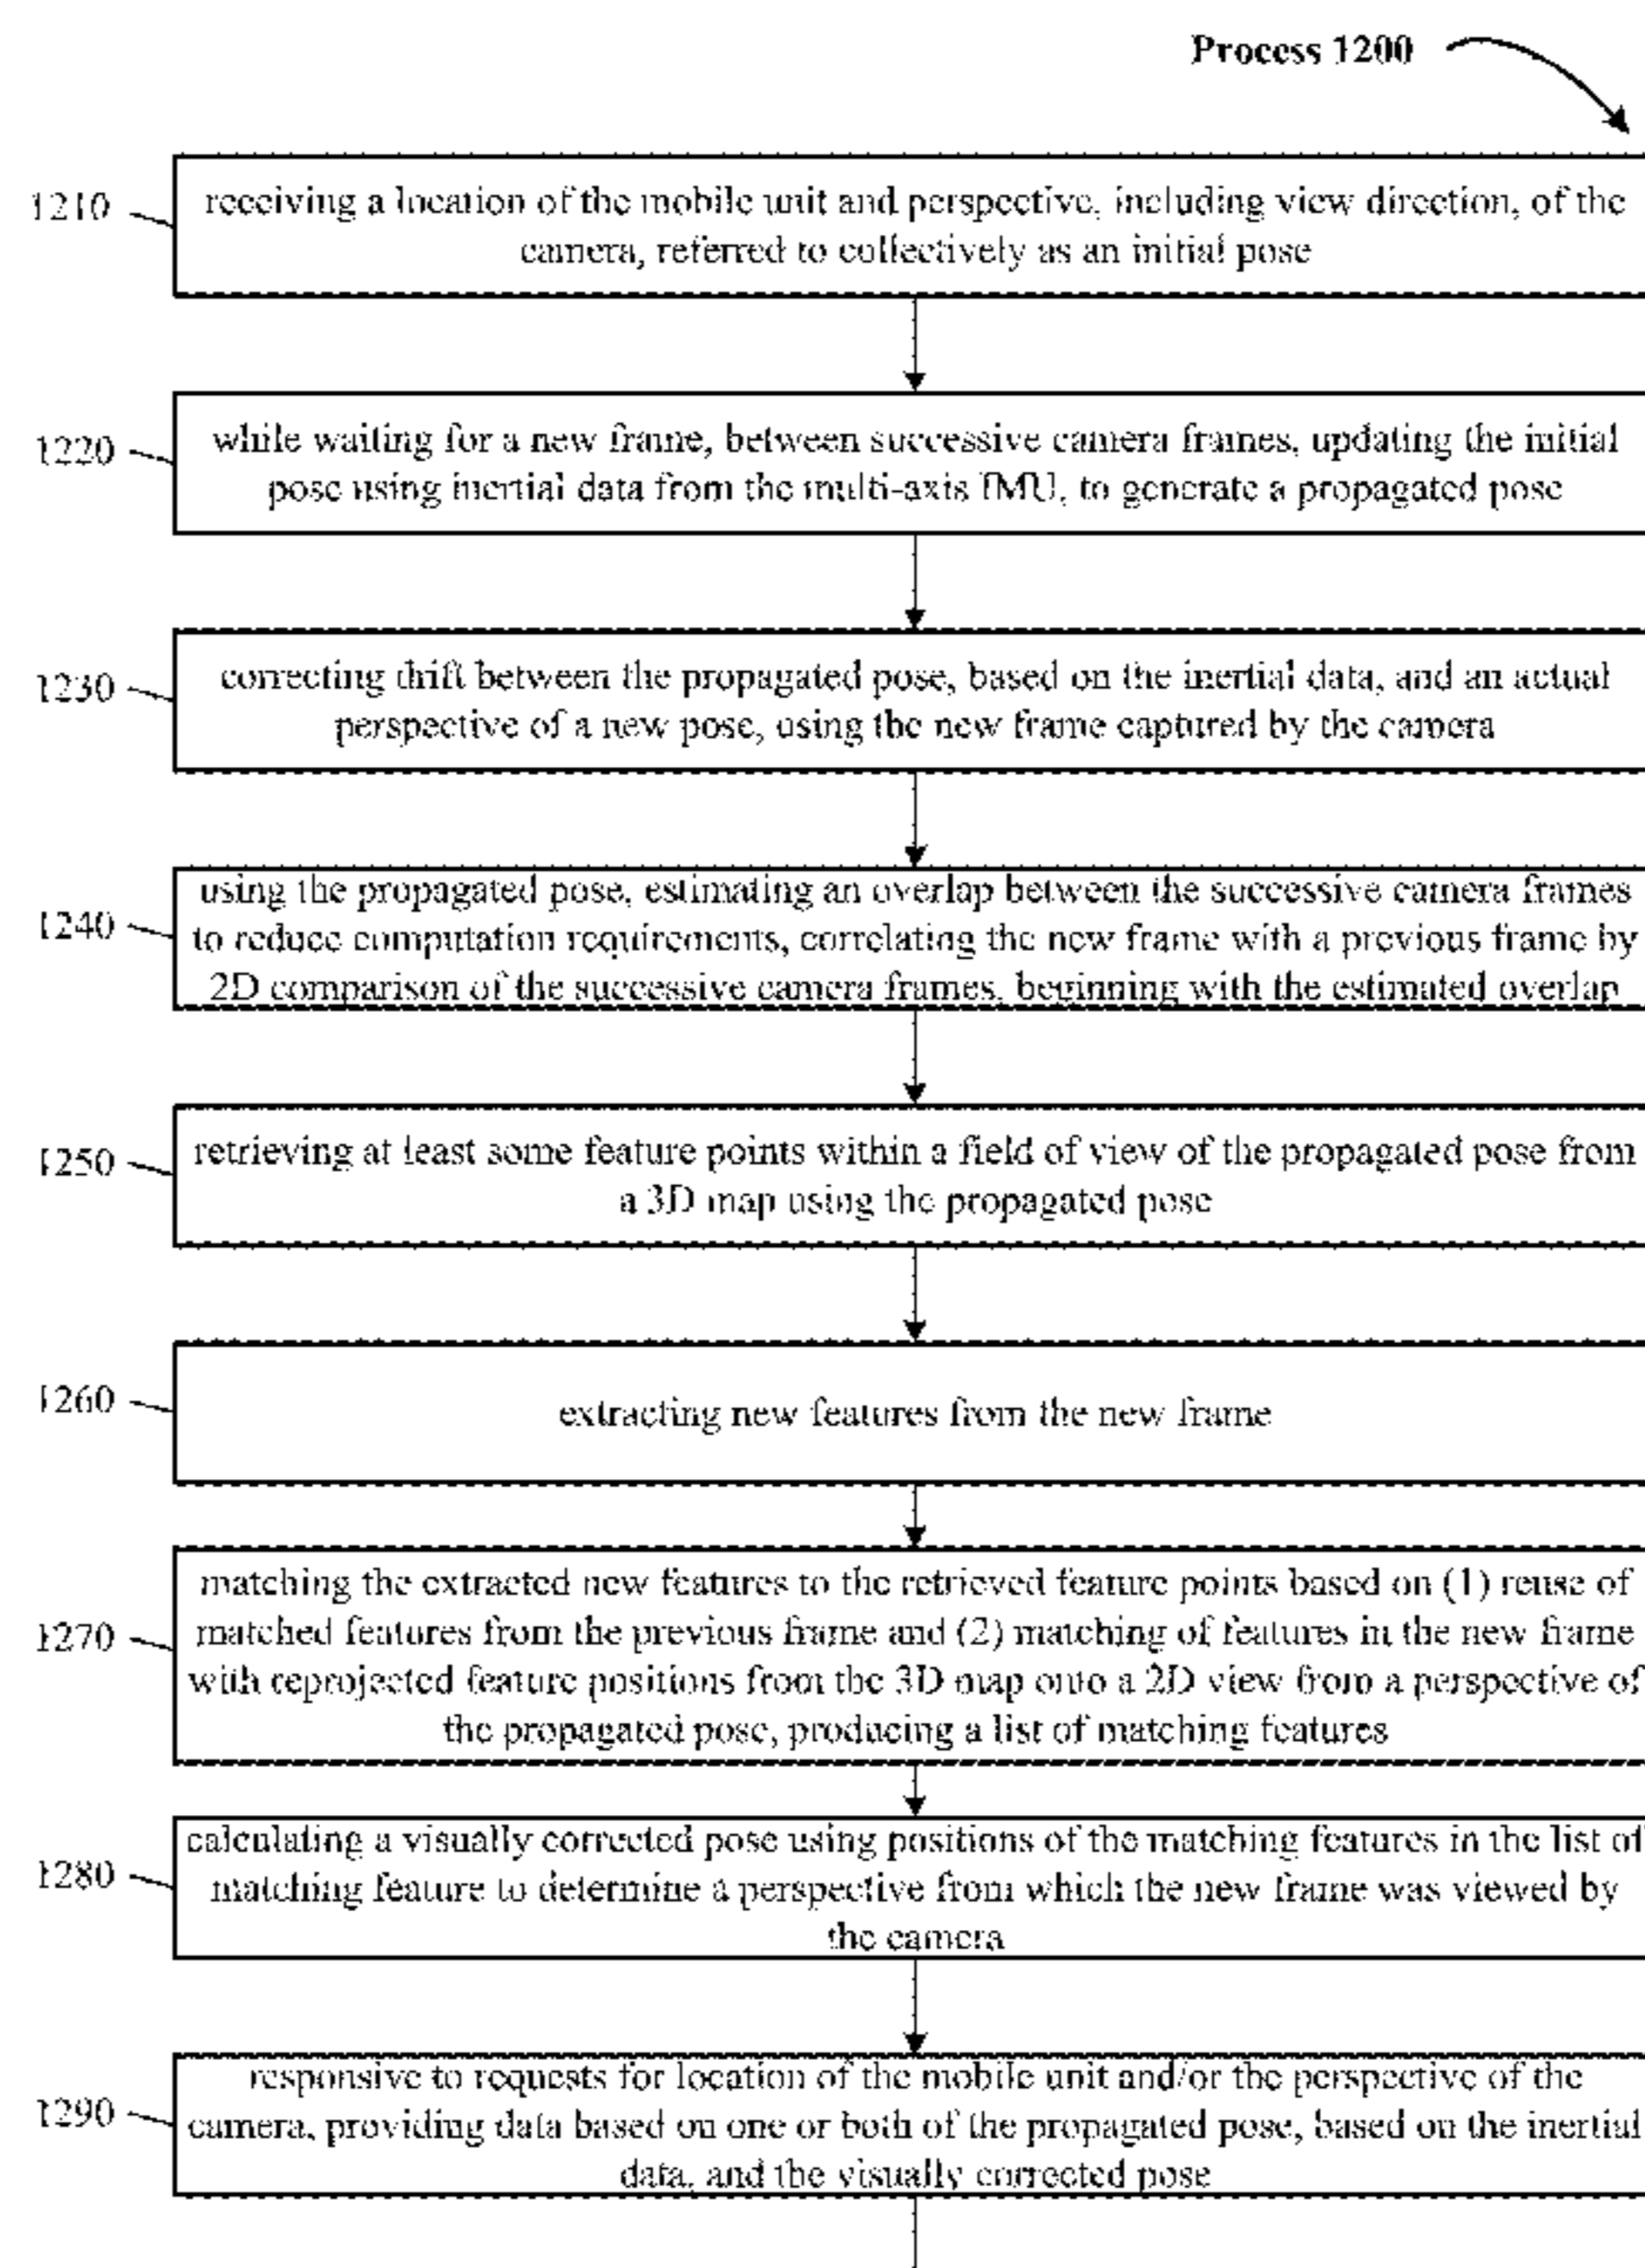 Process 1200
1210
receiving a location of the mobile unit and perspective, including view direction, of the
camera, referred to collectively as an initial pose
1220
while waiting for a new frame, between successive camera frames, updating the initial
pose using inertial data from the multi-axis IMU, to generate a propagated pose
1230
correcting drift between the propagated pose, based on the inertial data, and an actual
perspective of a new pose, using the new frame captured by the camera
1240
using the propagated pose, estimating an overlap between the successive camera frames
to reduce computation requirements, correlating the new frame with a previous frame by
2D comparison of the successive camera frames, beginning with the estimated overlap
1250
retrieving at least some feature points within a field of view of the propagated pose from
a 3D map using the propagated pose
1260
extracting new features from the new frame
1270
matching the extracted new features to the retrieved feature points based on (1) reuse of
matched features from the previous frame and (2) matching of features in the new frame
with reprojected feature positions from the 3D map onto a 2D view from a perspective of
the propagated pose, producing a list of matching features
1280
calculating a visually corrected pose using positions of the matching features in the list of
matching feature to determine a perspective from which the new frame was viewed by
the camera
1290
responsive to requests for location of the mobile unit and/or the perspective of the
camera, providing data based on one or both of the propagated pose, based on the inertial
data, and the visually corrected pose